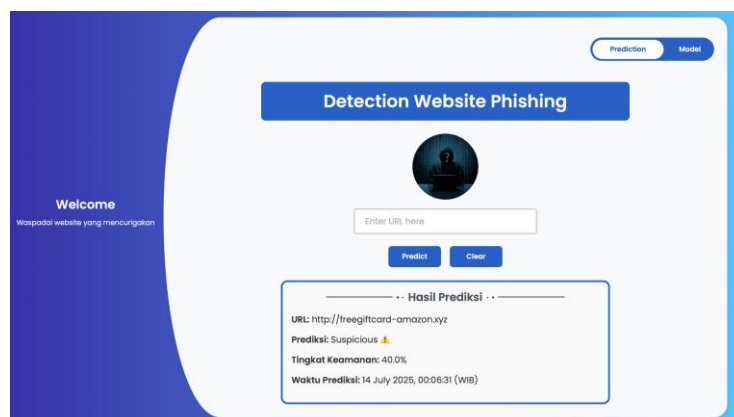 Prediction
Model
Detection Website Phishing
Welcome
Waspadai website yang mencurigakan
Enter URL here
Predict
Clear
Hasil Prediksi
URL: http://freegiftcard-amazon.xyz
Prediksi: Suspicious ⚠️
Tingkat Keamanan: 40.0%
Waktu Prediksi: 14 July 2025, 00:06:31 (WIB)